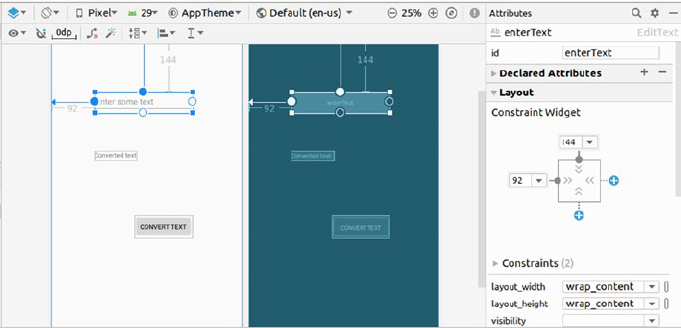 Pixel 29 AppTheme Default (en-us) 25% Attributes
Ab enterText EditText
0dp
id enterText
144 144
Declared Attributes
Layout
enter some text enterText
92 92
Constraint Widget
144
Converted text Converted text
92
CONVERT TEXT CONVERT TEXT
Constraints (2)
layout_width wrap_content
layout_height wrap_content
visibility